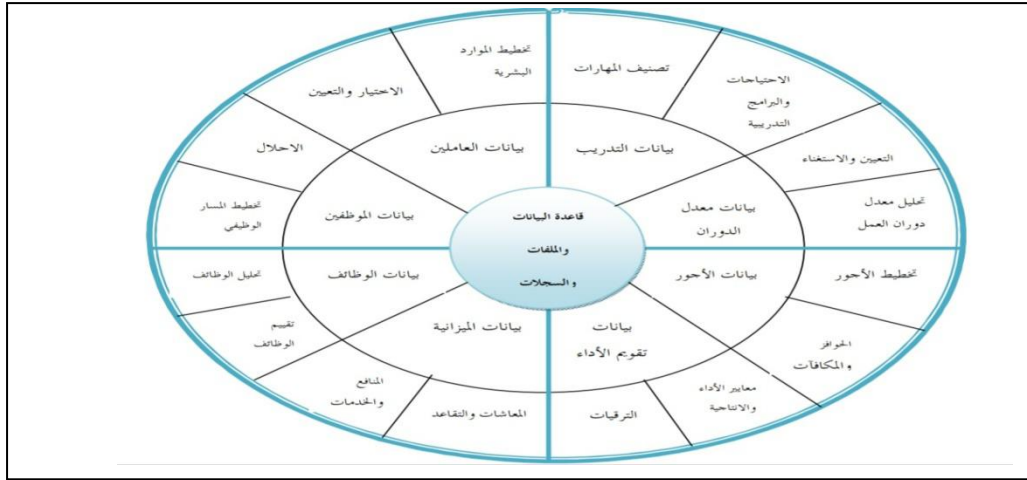 تخطيط الموارد
البشرية
تصنيف المهارات
الاحتياجات
والبرامج
التدريبية
الاختيار والتعيين
الاحلال
تخطيط المسار
الوظيفي
التعيين والاستغناء
تحليل معدل
دوران العمل
بيانات العاملين
بيانات التدريب
بيانات الموظفين
بيانات معدل
الدوران
قاعدة البيانات
والملفات
والسجلات
بيانات الوظائف
بيانات الأجور
بيانات الميزانية
بيانات
تقويم الأداء
تحليل الوظائف
تقييم
الوظائف
تخطيط الأجور
الحوافز
والمكافآت
المنافع
والخدمات
المعاشات والتقاعد
الترقيات
معايير الأداء
والانتاجية